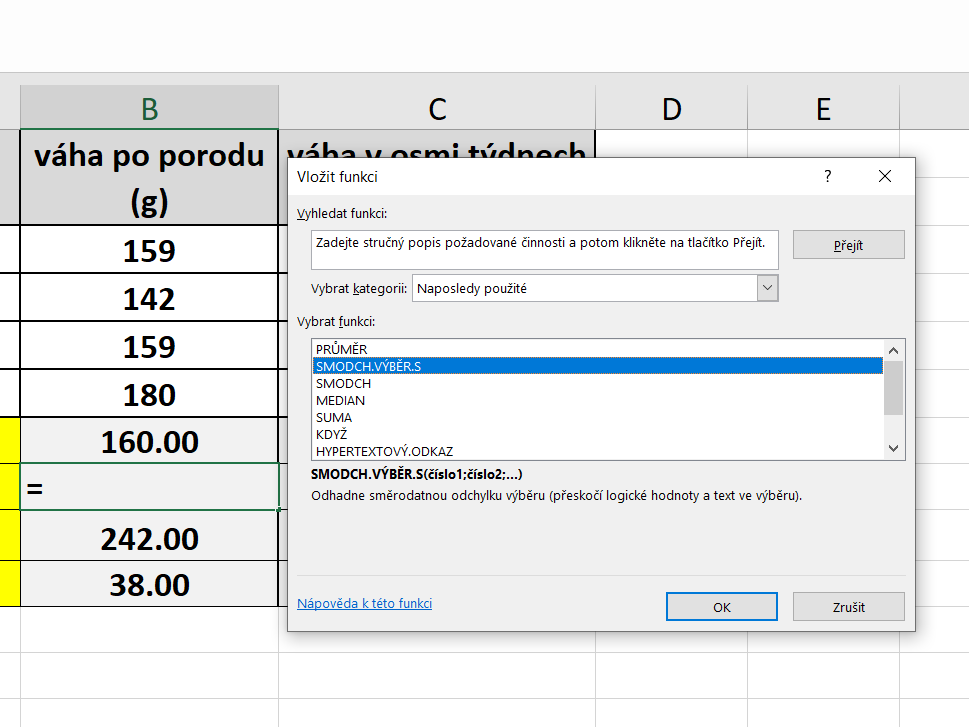 B C D E
váha po porodu
(g)
váha v osmi týdnech
159
142
159
180
160.00
=
242.00
38.00
Vložit funkci ?
Vyhledat funkci:
Zadejte stručný popis požadované činnosti a potom klikněte na tlačítko Přejít.
Přejít
Vybrat kategorii: Naposledy použité
Vybrat funkci:
PRŮMĚR
SMODCH.VÝBĚR.S
SMODCH
MEDIAN
SUMA
KDYŽ
HYPERTEXTOVÝ.ODKAZ
SMODCH.VÝBĚR.S(číslo1;číslo2;...)
Odhadne směrodatnou odchylku výběru (přeskočí logické hodnoty a text ve výběru).
Nápověda k této funkci
OK Zrušit